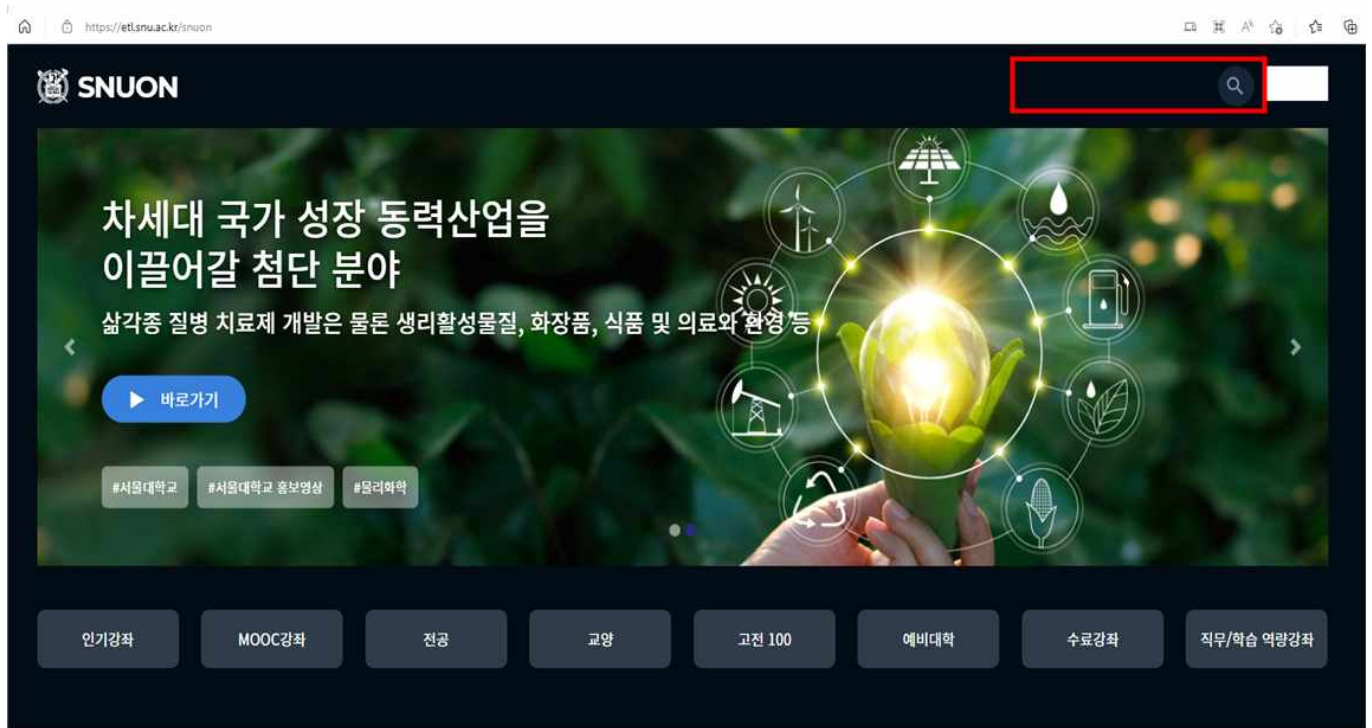 https://etl.snu.ac.kr/snuon
SNUON
차세대 국가 성장 동력산업을
이끌어갈 첨단 분야
삶각종 질병 치료제 개발은 물론 생리활성물질, 화장품, 식품 및 의료와 환경 등
바로가기
#서울대학교 #서울대학교 홍보영상 #물리화학
인기강좌 MOOC강좌 전공 교양 고전 100 예비대학 수료강좌 직무/학습 역량강좌